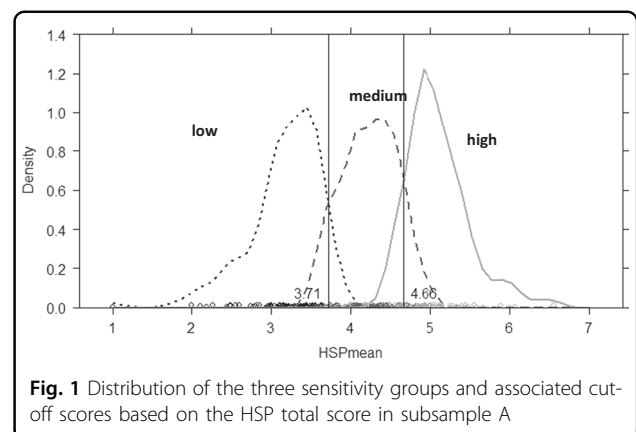 1.4
1.2
1.0
0.8
0.6
0.4
0.2
0.0
Density
low
medium
high
3.71
4.66
1 2 3 4 5 6 7
HSPmean
Fig. 1 Distribution of the three sensitivity groups and associated cut-
off scores based on the HSP total score in subsample A